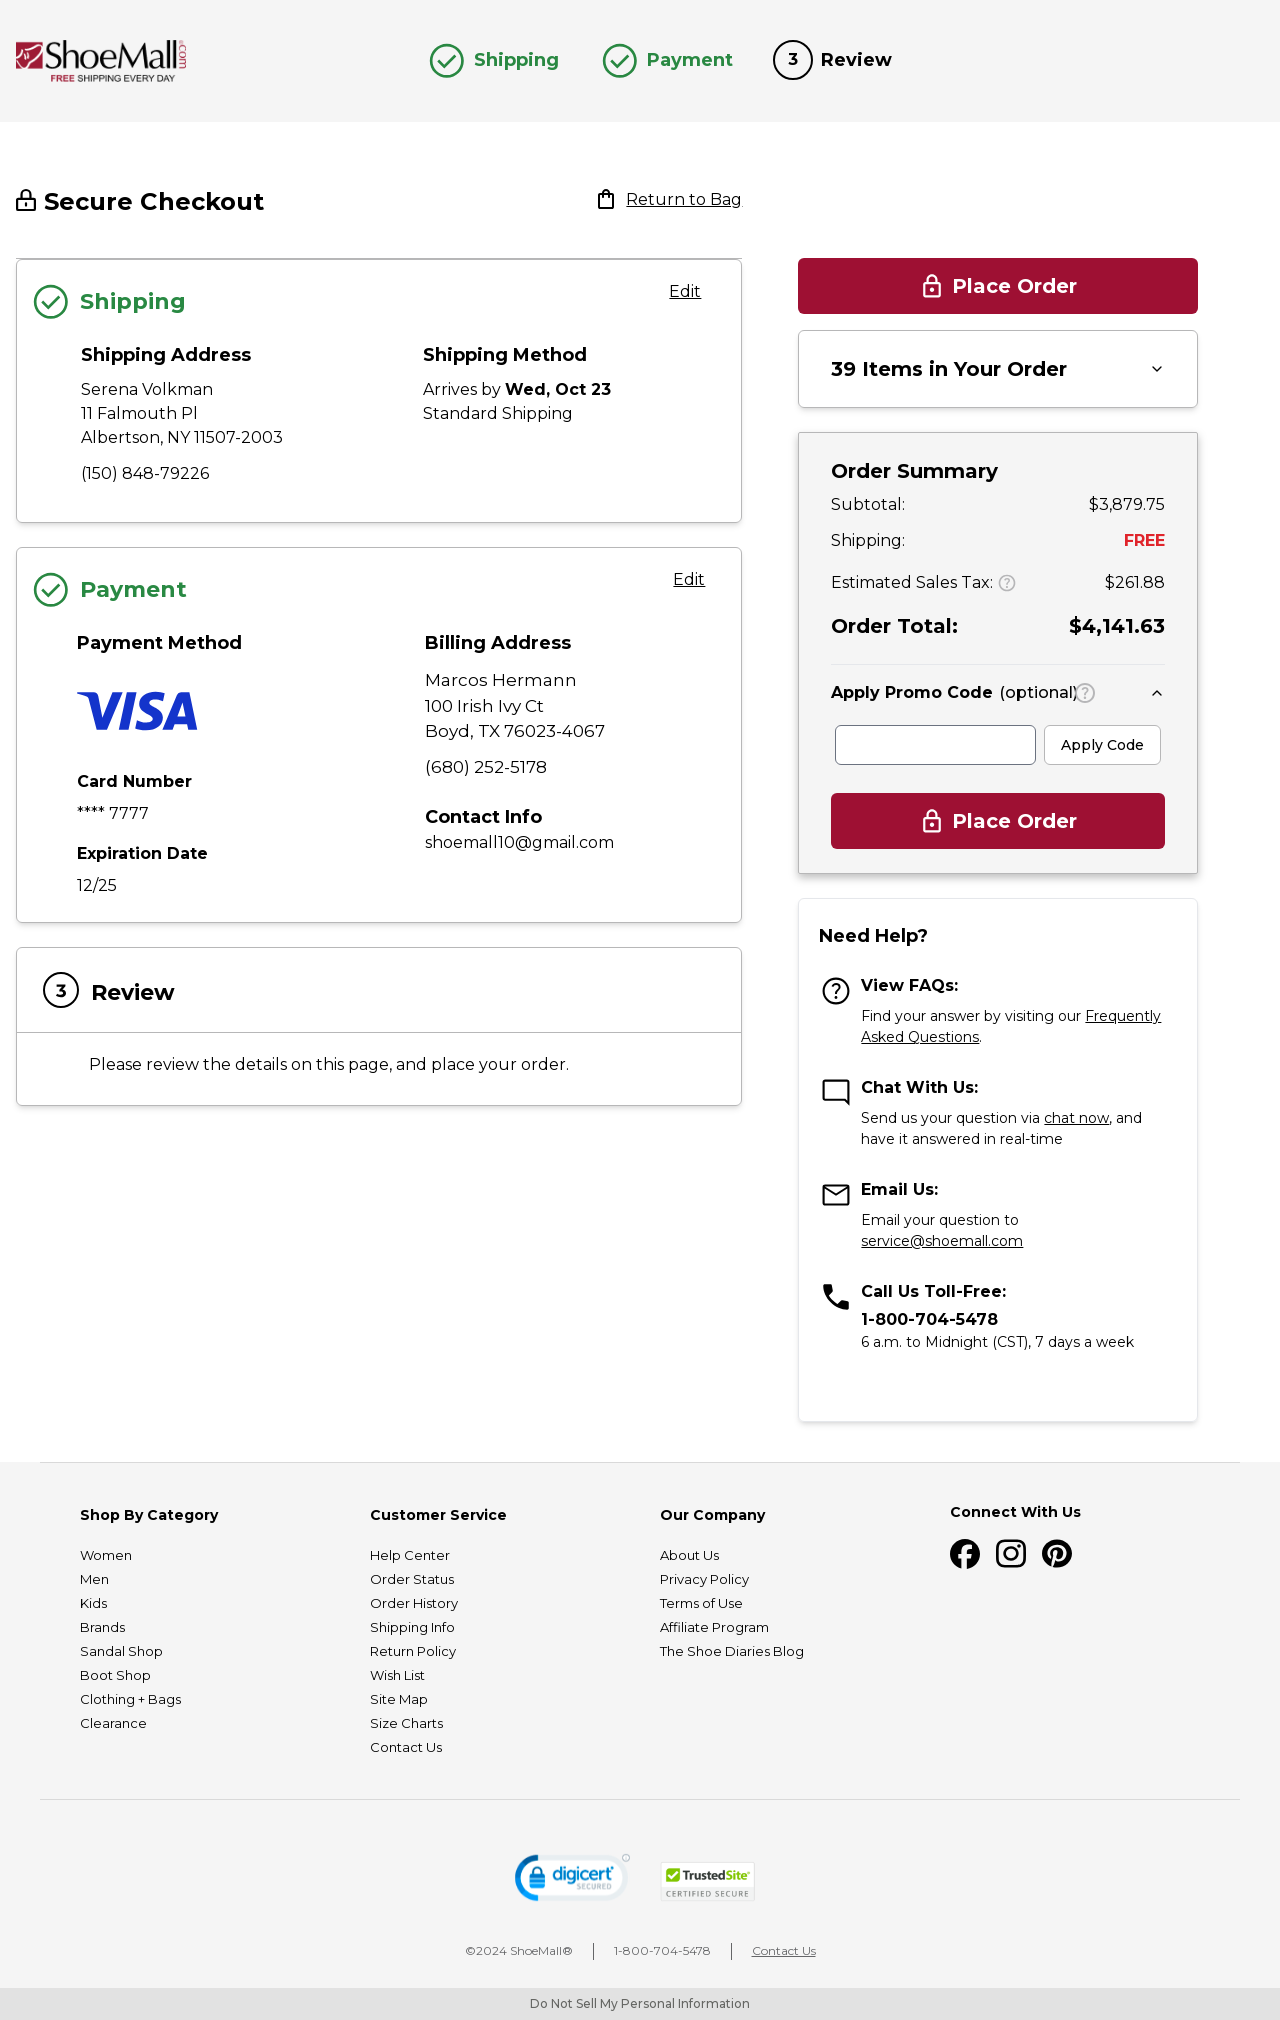 ShoeMall.com
FREE SHIPPING EVERY DAY
Shipping
Payment
3 Review
Secure Checkout
Return to Bag
Shipping
Edit
Shipping Address
Serena Volkman
11 Falmouth Pl
Albertson, NY 11507-2003
(150) 848-79226
Shipping Method
Arrives by Wed, Oct 23
Standard Shipping
Payment
Edit
Payment Method
VISA
Card Number
**** 7777
Expiration Date
12/25
Billing Address
Marcos Hermann
100 Irish Ivy Ct
Boyd, TX 76023-4067
(680) 252-5178
Contact Info
shoemall10@gmail.com
3 Review
Please review the details on this page, and place your order.
Place Order
39 Items in Your Order
Order Summary
Subtotal: $3,879.75
Shipping: FREE
Estimated Sales Tax: ? $261.88
Order Total: $4,141.63
Apply Promo Code (optional) ?
Apply Code
Place Order
Need Help?
? View FAQs:
Find your answer by visiting our Frequently
Asked Questions.
Chat With Us:
Send us your question via chat now, and
have it answered in real-time
Email Us:
Email your question to
service@shoemall.com
Call Us Toll-Free:
1-800-704-5478
6 a.m. to Midnight (CST), 7 days a week
Shop By Category
Women
Men
Kids
Brands
Sandal Shop
Boot Shop
Clothing + Bags
Clearance
Customer Service
Help Center
Order Status
Order History
Shipping Info
Return Policy
Wish List
Site Map
Size Charts
Contact Us
Our Company
About Us
Privacy Policy
Terms of Use
Affiliate Program
The Shoe Diaries Blog
Connect With Us
digicert
SECURED
TrustedSite
CERTIFIED SECURE
©2024 ShoeMall®
1-800-704-5478
Contact Us
Do Not Sell My Personal Information